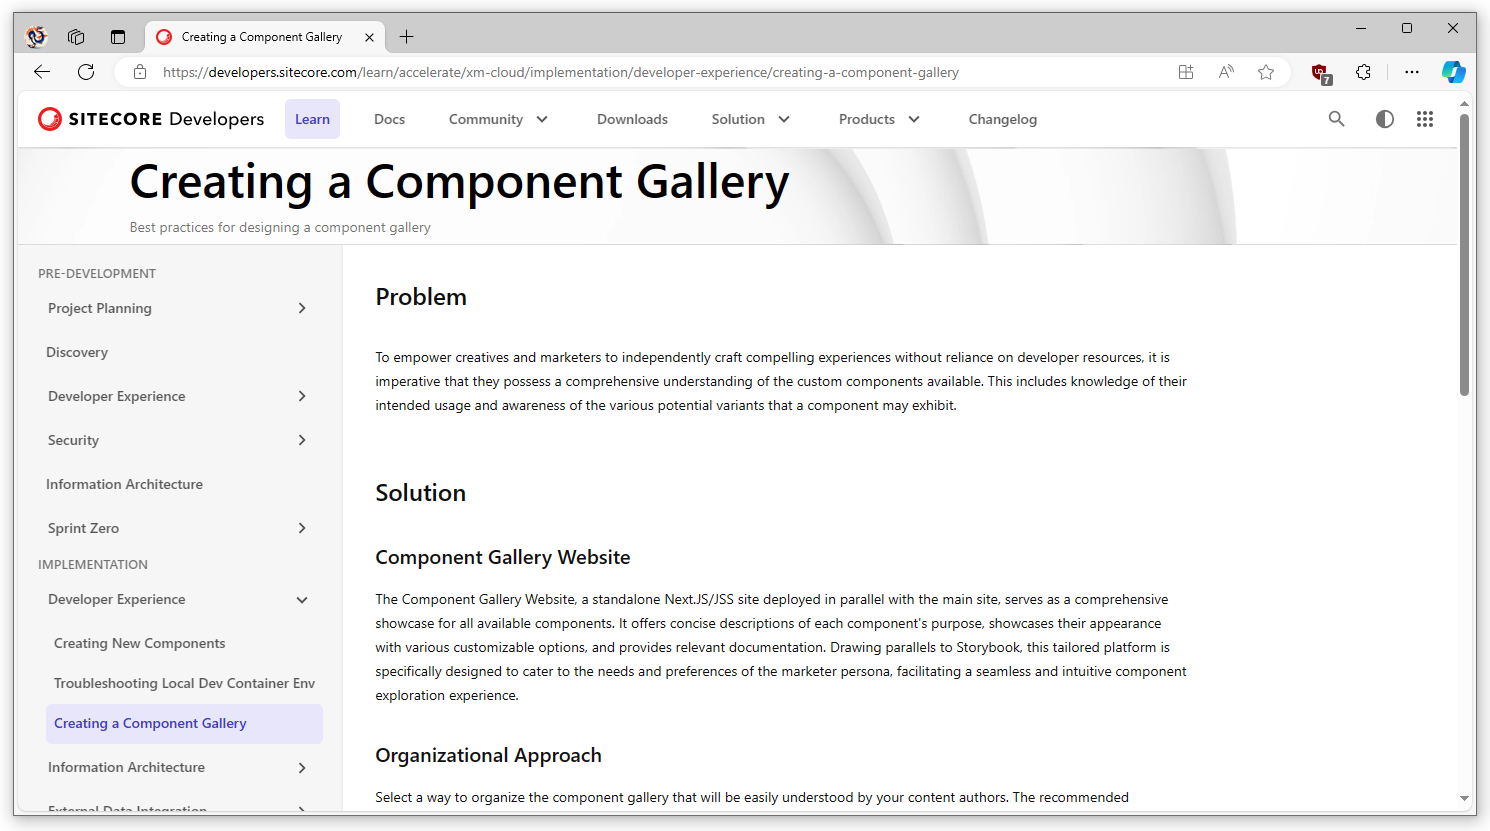 Creating a Component Gallery
https://developers.sitecore.com/learn/accelerate/xm-cloud/implementation/developer-experience/creating-a-component-gallery
7
SITECORE Developers
Learn
Docs
Community
Downloads
Solution
Products
Changelog
Creating a Component Gallery
Best practices for designing a component gallery
PRE-DEVELOPMENT
Project Planning
Discovery
Developer Experience
Security
Information Architecture
Sprint Zero
IMPLEMENTATION
Developer Experience
Creating New Components
Troubleshooting Local Dev Container Env
Creating a Component Gallery
Information Architecture
External Data Integration
Problem
To empower creatives and marketers to independently craft compelling experiences without reliance on developer resources, it is
imperative that they possess a comprehensive understanding of the custom components available. This includes knowledge of their
intended usage and awareness of the various potential variants that a component may exhibit.
Solution
Component Gallery Website
The Component Gallery Website, a standalone Next.JS/JSS site deployed in parallel with the main site, serves as a comprehensive
showcase for all available components. It offers concise descriptions of each component's purpose, showcases their appearance
with various customizable options, and provides relevant documentation. Drawing parallels to Storybook, this tailored platform is
specifically designed to cater to the needs and preferences of the marketer persona, facilitating a seamless and intuitive component
exploration experience.
Organizational Approach
Select a way to organize the component gallery that will be easily understood by your content authors. The recommended